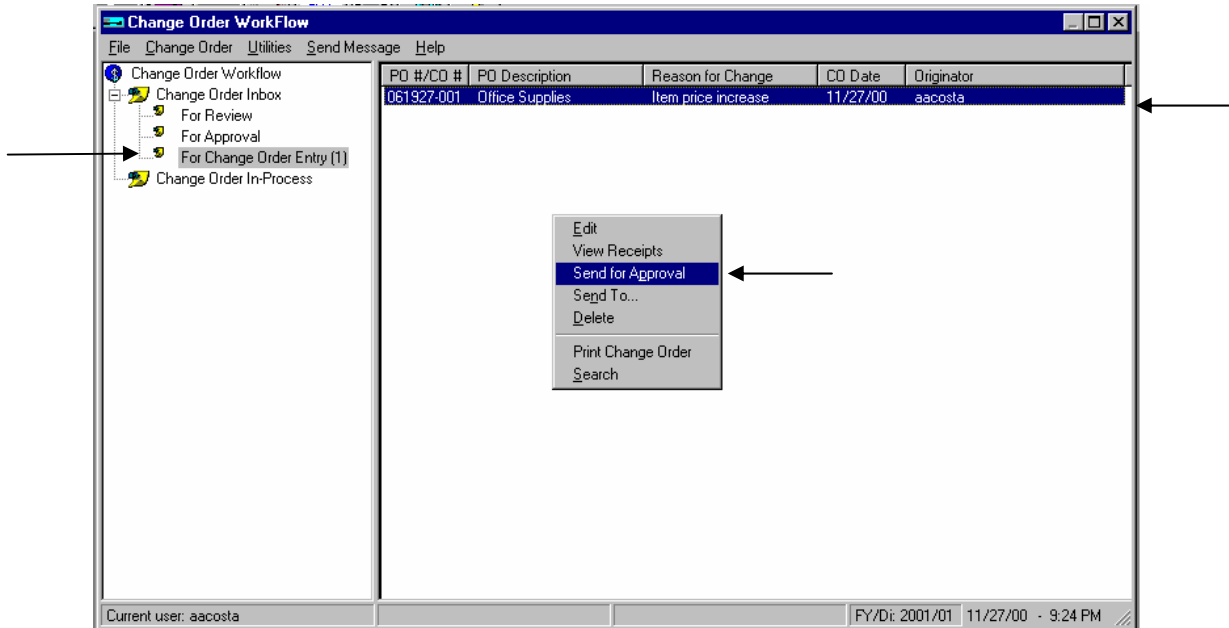 Change Order WorkFlow
File Change Order Utilities Send Message Help
Change Order Workflow
Change Order Inbox
For Review
For Approval
For Change Order Entry (1)
Change Order In-Process
PO #/CO # PO Description Reason for Change CO Date Originator
061927-001 Office Supplies Item price increase 11/27/00 aacosta
Edit
View Receipts
Send for Approval
Send To...
Delete
Print Change Order
Search
Current user: aacosta FY/Di: 2001/01 11/27/00 - 9:24 PM